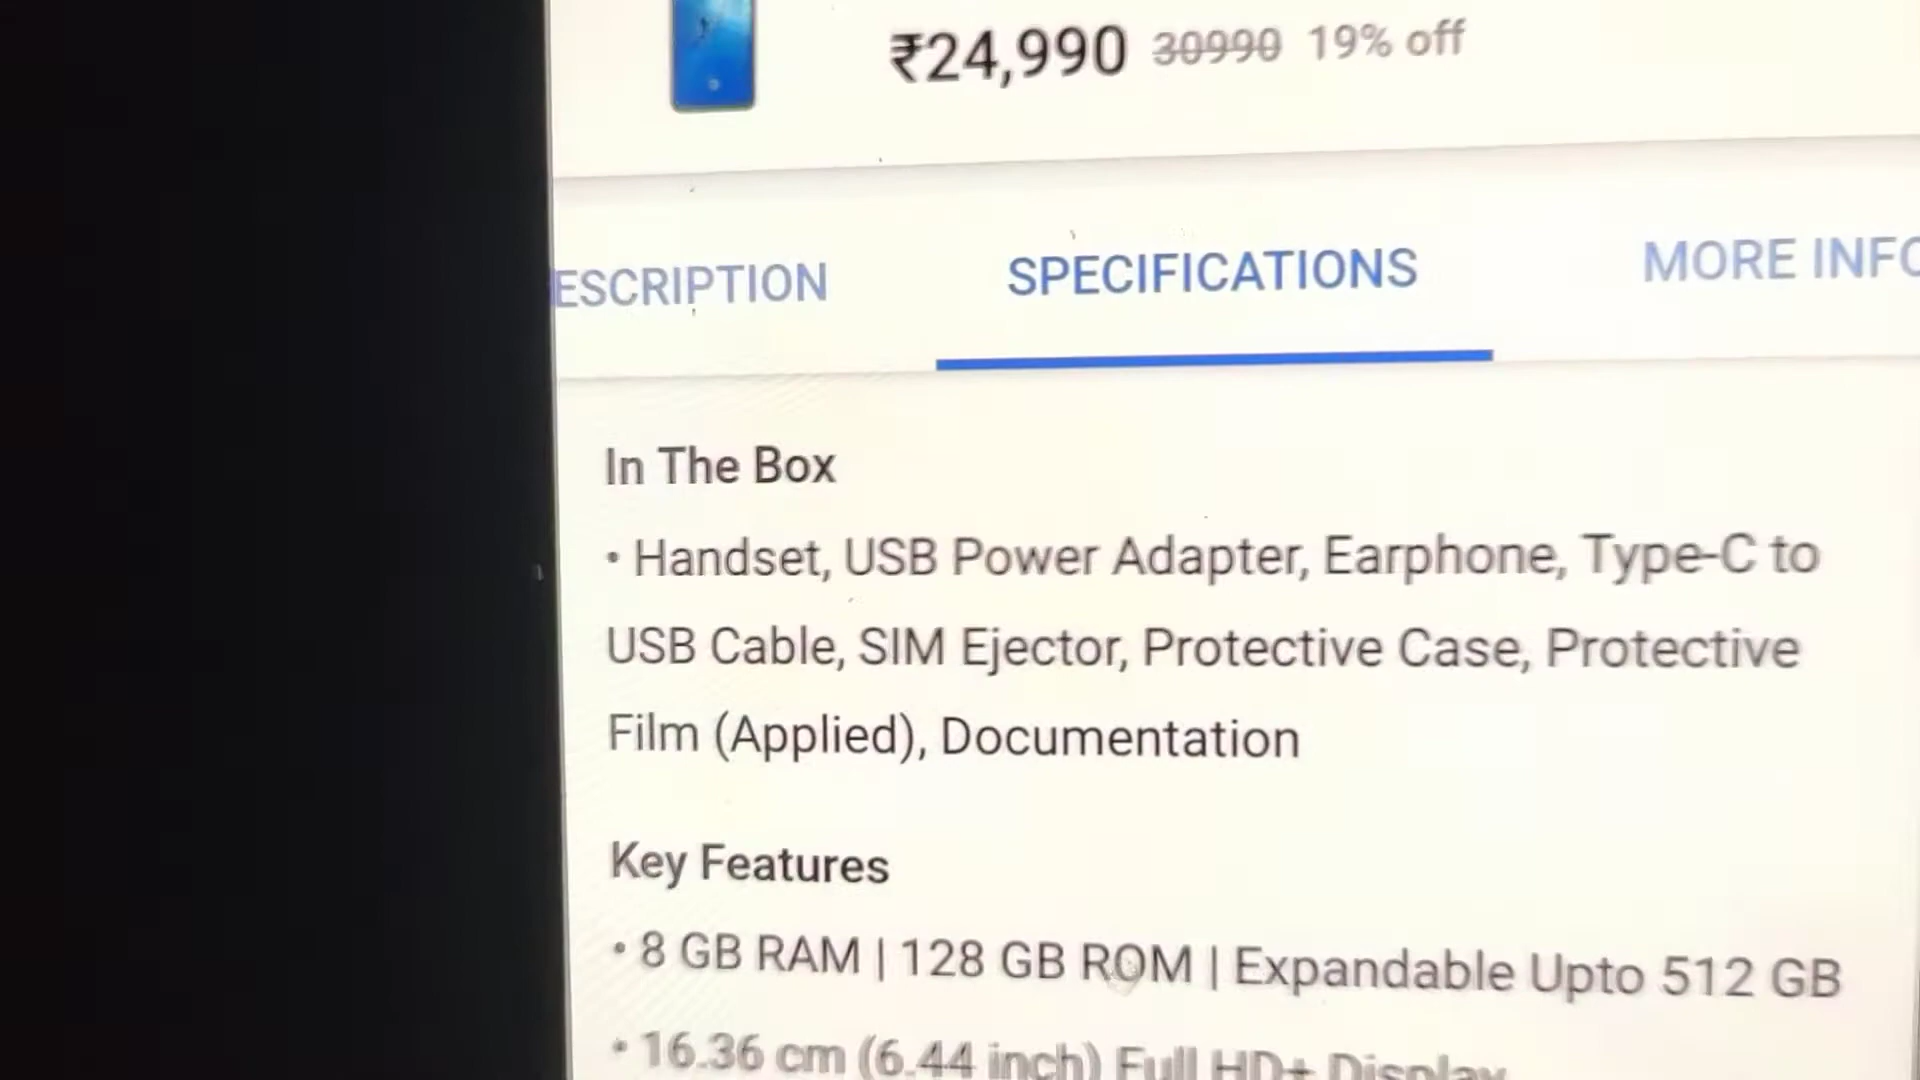 ₹24,990 30990 19% off
ESCRIPTION SPECIFICATIONS MORE INFO
In The Box
• Handset, USB Power Adapter, Earphone, Type-C to
USB Cable, SIM Ejector, Protective Case, Protective
Film (Applied), Documentation
Key Features
• 8 GB RAM | 128 GB ROM | Expandable Upto 512 GB
• 16.36 cm (6.44 inch) Full HD+ Display